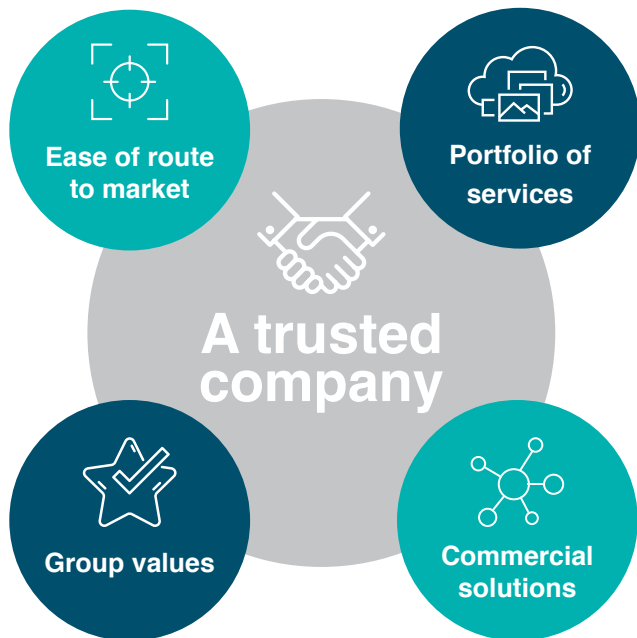 Ease of route
to market
Portfolio of
services
A trusted
company
Group values
Commercial
solutions